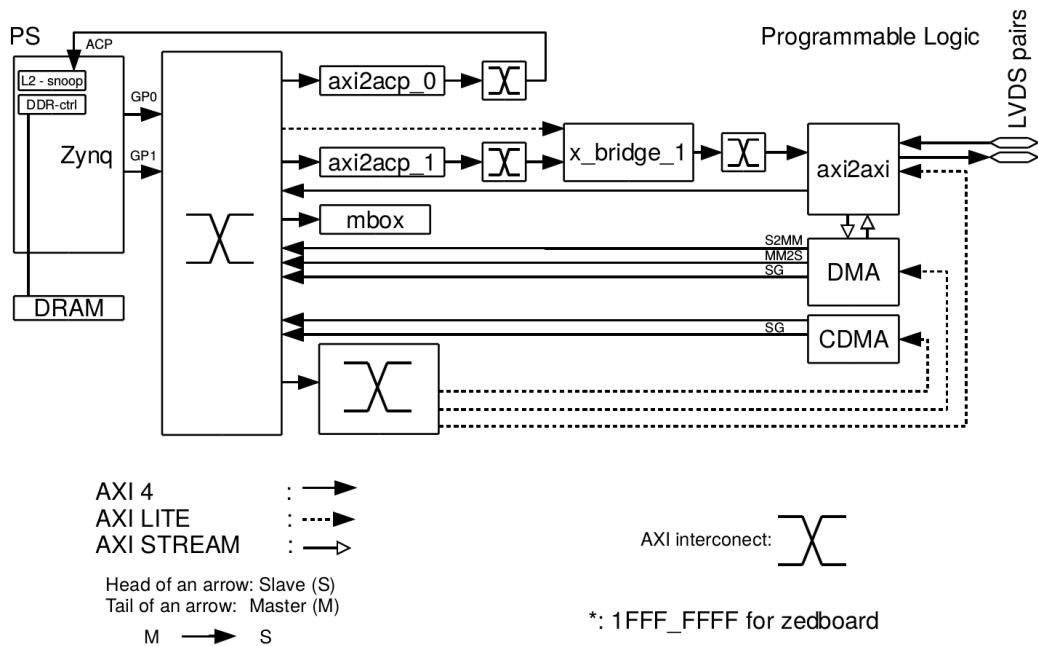 PS
ACP
Programmable Logic
LVDS pairs
L2 - snoop
DDR-ctrl
GP0
Zynq
GP1
axi2acp_0
axi2acp_1
x_bridge_1
axi2axi
mbox
S2MM
MM2S
SG
DMA
DRAM
SG
CDMA
AXI 4 :
AXI LITE :
AXI STREAM :
AXI interconect:
Head of an arrow: Slave (S)
Tail of an arrow: Master (M)
M S
*: 1FFF_FFFF for zedboard